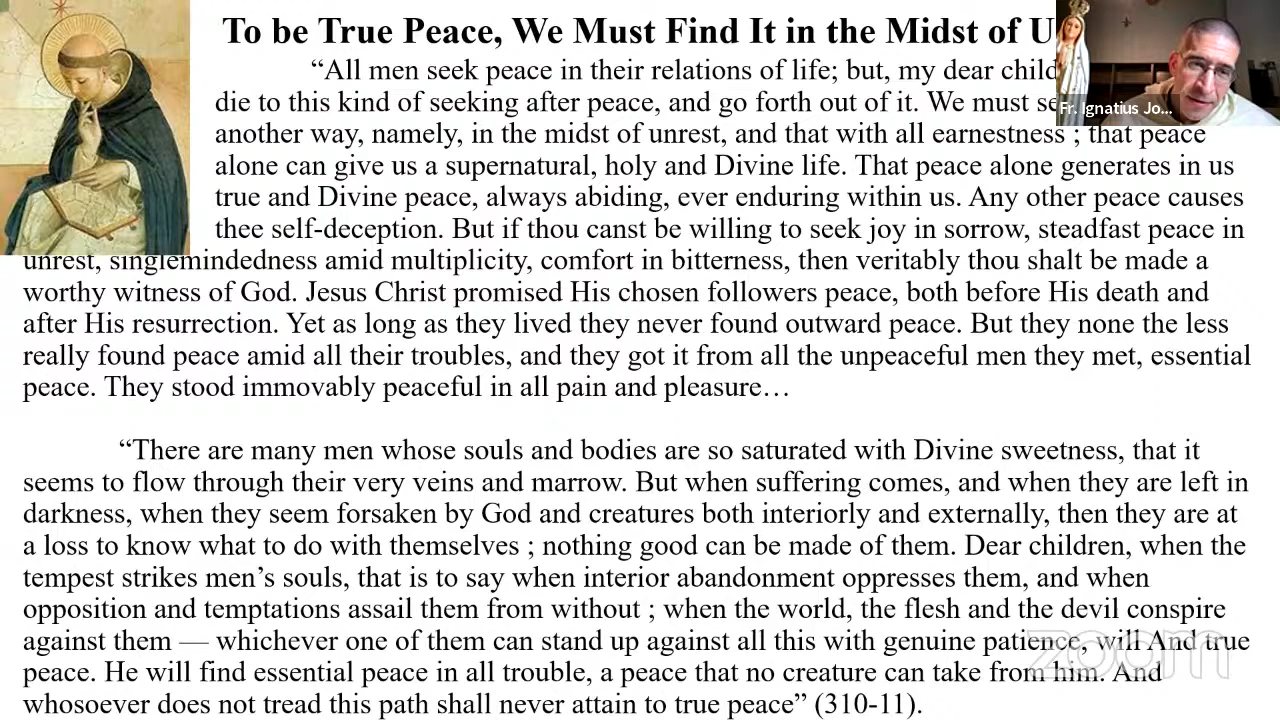 To be True Peace, We Must Find It in the Midst of U
“All men seek peace in their relations of life; but, my dear child
die to this kind of seeking after peace, and go forth out of it. We must se
Fr. Ignatius Jo...
another way, namely, in the midst of unrest, and that with all earnestness ; that peace
alone can give us a supernatural, holy and Divine life. That peace alone generates in us
true and Divine peace, always abiding, ever enduring within us. Any other peace causes
thee self-deception. But if thou canst be willing to seek joy in sorrow, steadfast peace in
unrest, singlemindedness amid multiplicity, comfort in bitterness, then veritably thou shalt be made a
worthy witness of God. Jesus Christ promised His chosen followers peace, both before His death and
after His resurrection. Yet as long as they lived they never found outward peace. But they none the less
really found peace amid all their troubles, and they got it from all the unpeaceful men they met, essential
peace. They stood immovably peaceful in all pain and pleasure…
“There are many men whose souls and bodies are so saturated with Divine sweetness, that it
seems to flow through their very veins and marrow. But when suffering comes, and when they are left in
darkness, when they seem forsaken by God and creatures both interiorly and externally, then they are at
a loss to know what to do with themselves ; nothing good can be made of them. Dear children, when the
tempest strikes men’s souls, that is to say when interior abandonment oppresses them, and when
opposition and temptations assail them from without ; when the world, the flesh and the devil conspire
against them — whichever one of them can stand up against all this with genuine patience, will And true
peace. He will find essential peace in all trouble, a peace that no creature can take from him. And
zoom
whosoever does not tread this path shall never attain to true peace” (310-11).